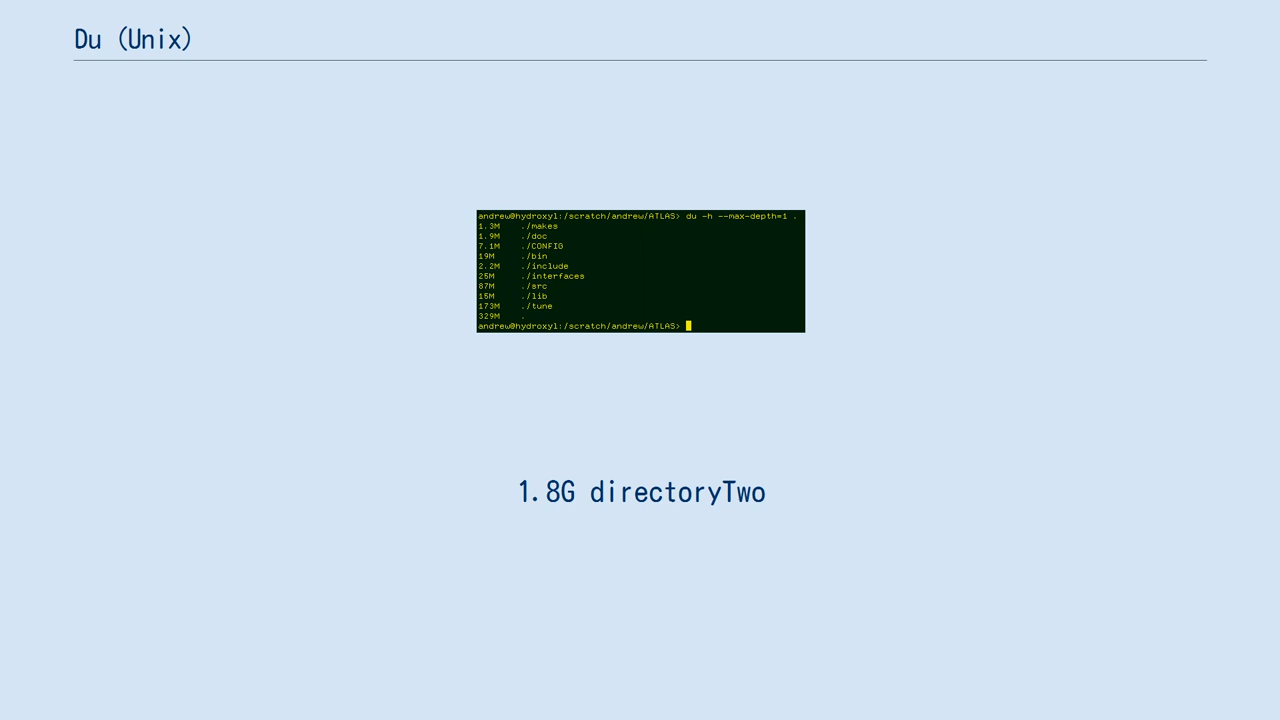 Du (Unix)
andrew@hydroxyl:/scratch/andrew/ATLAS> du -h --max-depth=1 .
1.3M ./makes
1.9M ./doc
7.1M ./CONFIG
19M ./bin
2.2M ./include
25M ./interfaces
87M ./src
15M ./lib
173M ./tune
329M .
andrew@hydroxyl:/scratch/andrew/ATLAS>
1.8G directoryTwo